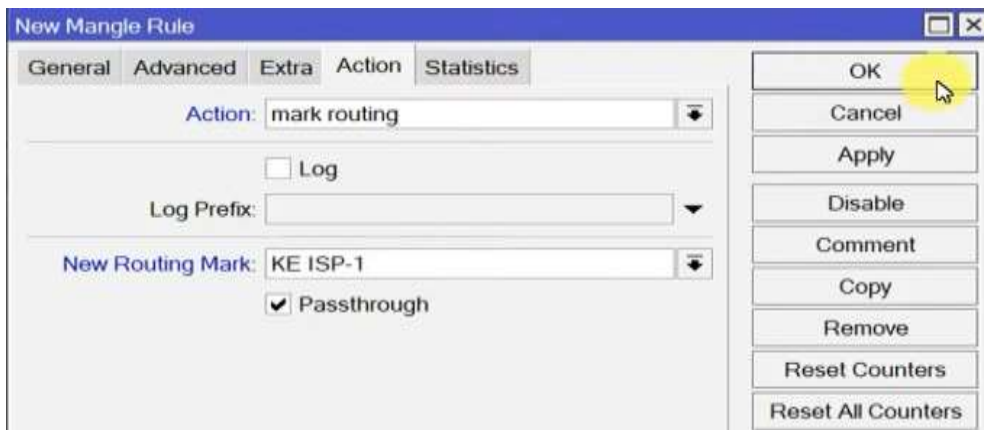 New Mangle Rule
General Advanced Extra Action Statistics
Action: mark routing
Log
Log Prefix:
New Routing Mark: KE ISP-1
Passthrough
OK
Cancel
Apply
Disable
Comment
Copy
Remove
Reset Counters
Reset All Counters